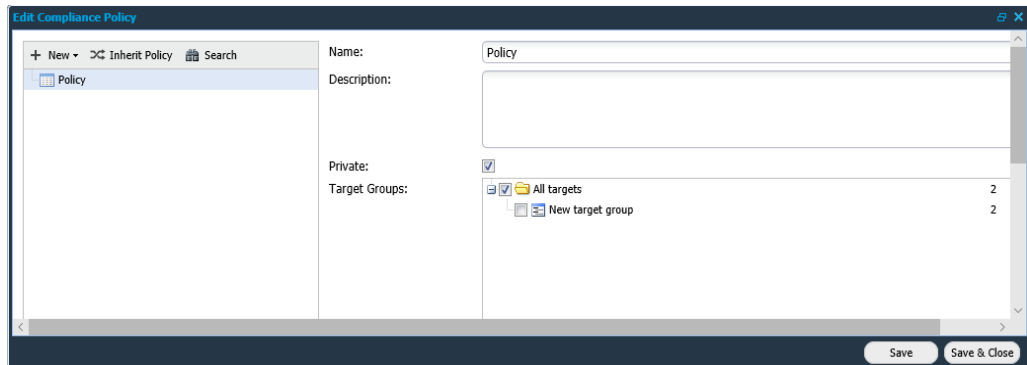 Edit Compliance Policy
New Inherit Policy Search
Policy
Name: Policy
Description:
Private:
Target Groups: All targets 2
New target group 2
Save Save & Close